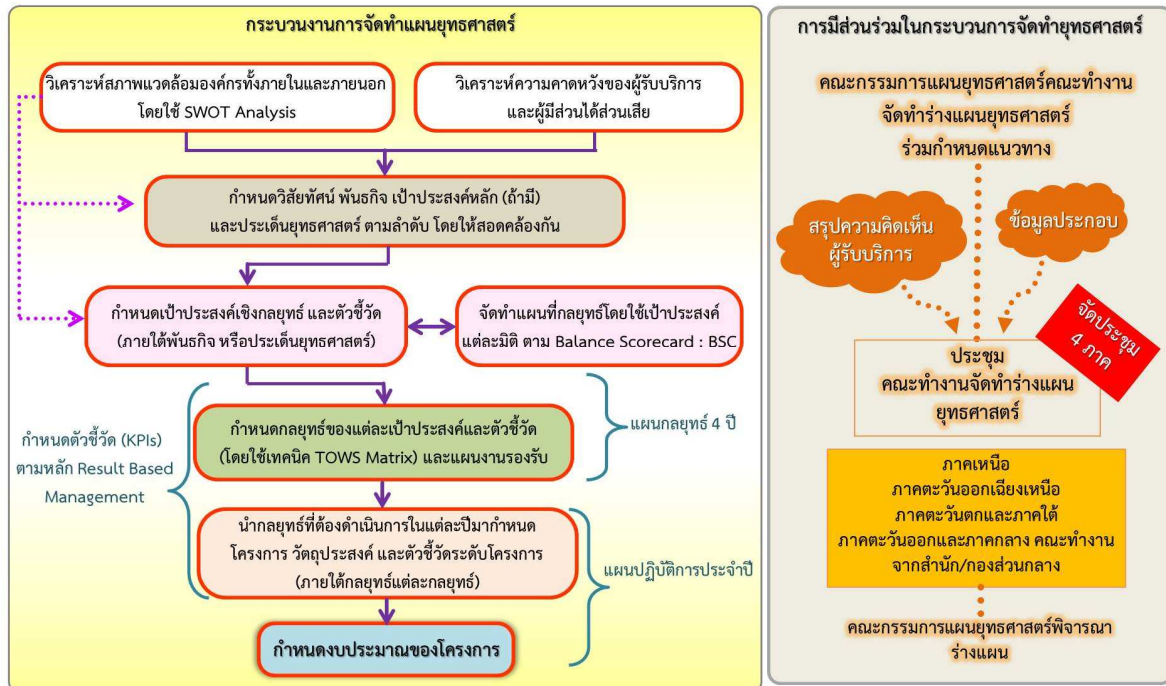 กระบวนงานการจัดทำแผนยุทธศาสตร์
วิเคราะห์สภาพแวดล้อมองค์กรทั้งภายในและภายนอก
โดยใช้ SWOT Analysis
วิเคราะห์ความคาดหวังของผู้รับบริการ
และผู้มีส่วนได้ส่วนเสีย
กำหนดวิสัยทัศน์ พันธกิจ เป้าประสงค์หลัก (ถ้ามี)
และประเด็นยุทธศาสตร์ ตามลำดับ โดยให้สอดคล้องกัน
กำหนดเป้าประสงค์เชิงกลยุทธ์ และตัวชี้วัด
(ภายใต้พันธกิจ หรือประเด็นยุทธศาสตร์)
จัดทำแผนที่กลยุทธ์โดยใช้เป้าประสงค์
แต่ละมิติ ตาม Balance Scorecard : BSC
กำหนดตัวชี้วัด (KPIs)
ตามหลัก Result Based
Management
กำหนดกลยุทธ์ของแต่ละเป้าประสงค์และตัวชี้วัด
(โดยใช้เทคนิค TOWS Matrix) และแผนงานรองรับ
แผนกลยุทธ์ 4 ปี
นำกลยุทธ์ที่ต้องดำเนินการในแต่ละปีมากำหนด
โครงการ วัตถุประสงค์ และตัวชี้วัดระดับโครงการ
(ภายใต้กลยุทธ์แต่ละกลยุทธ์)
แผนปฏิบัติการประจำปี
กำหนดงบประมาณของโครงการ
การมีส่วนร่วมในกระบวนการจัดทำยุทธศาสตร์
คณะกรรมการแผนยุทธศาสตร์คณะทำงาน
จัดทำร่างแผนยุทธศาสตร์
ร่วมกำหนดแนวทาง
สรุปความคิดเห็น
ผู้รับบริการ
ข้อมูลประกอบ
จัดประชุม
4 ภาค
ประชุม
คณะทำงานจัดทำร่างแผน
ยุทธศาสตร์
ภาคเหนือ
ภาคตะวันออกเฉียงเหนือ
ภาคตะวันตกและภาคใต้
ภาคตะวันออกและภาคกลาง คณะทำงาน
จากสำนัก/กองส่วนกลาง
คณะกรรมการแผนยุทธศาสตร์พิจารณา
ร่างแผน